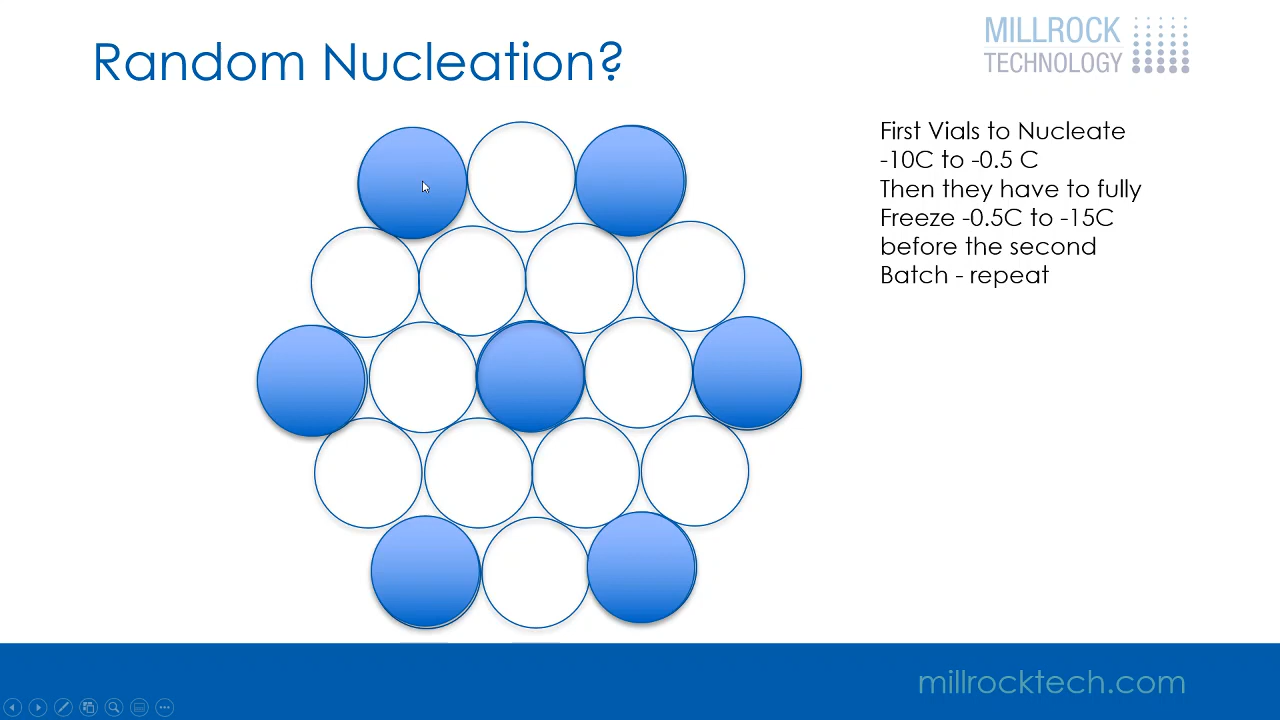 Random Nucleation?
MILLROCK
TECHNOLOGY
First Vials to Nucleate
-10C to -0.5 C
Then they have to fully
Freeze -0.5C to -15C
before the second
Batch - repeat
millrocktech.com